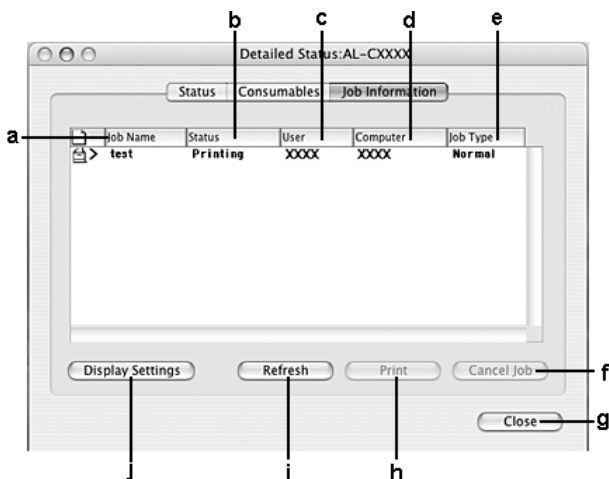 b c d e
Detailed Status:AL-CXXXX
Status Consumables Job Information
a Job Name Status User Computer Job Type
test Printing XXXX XXXX Normal
Display Settings Refresh Print Cancel Job f
Close g
j i h